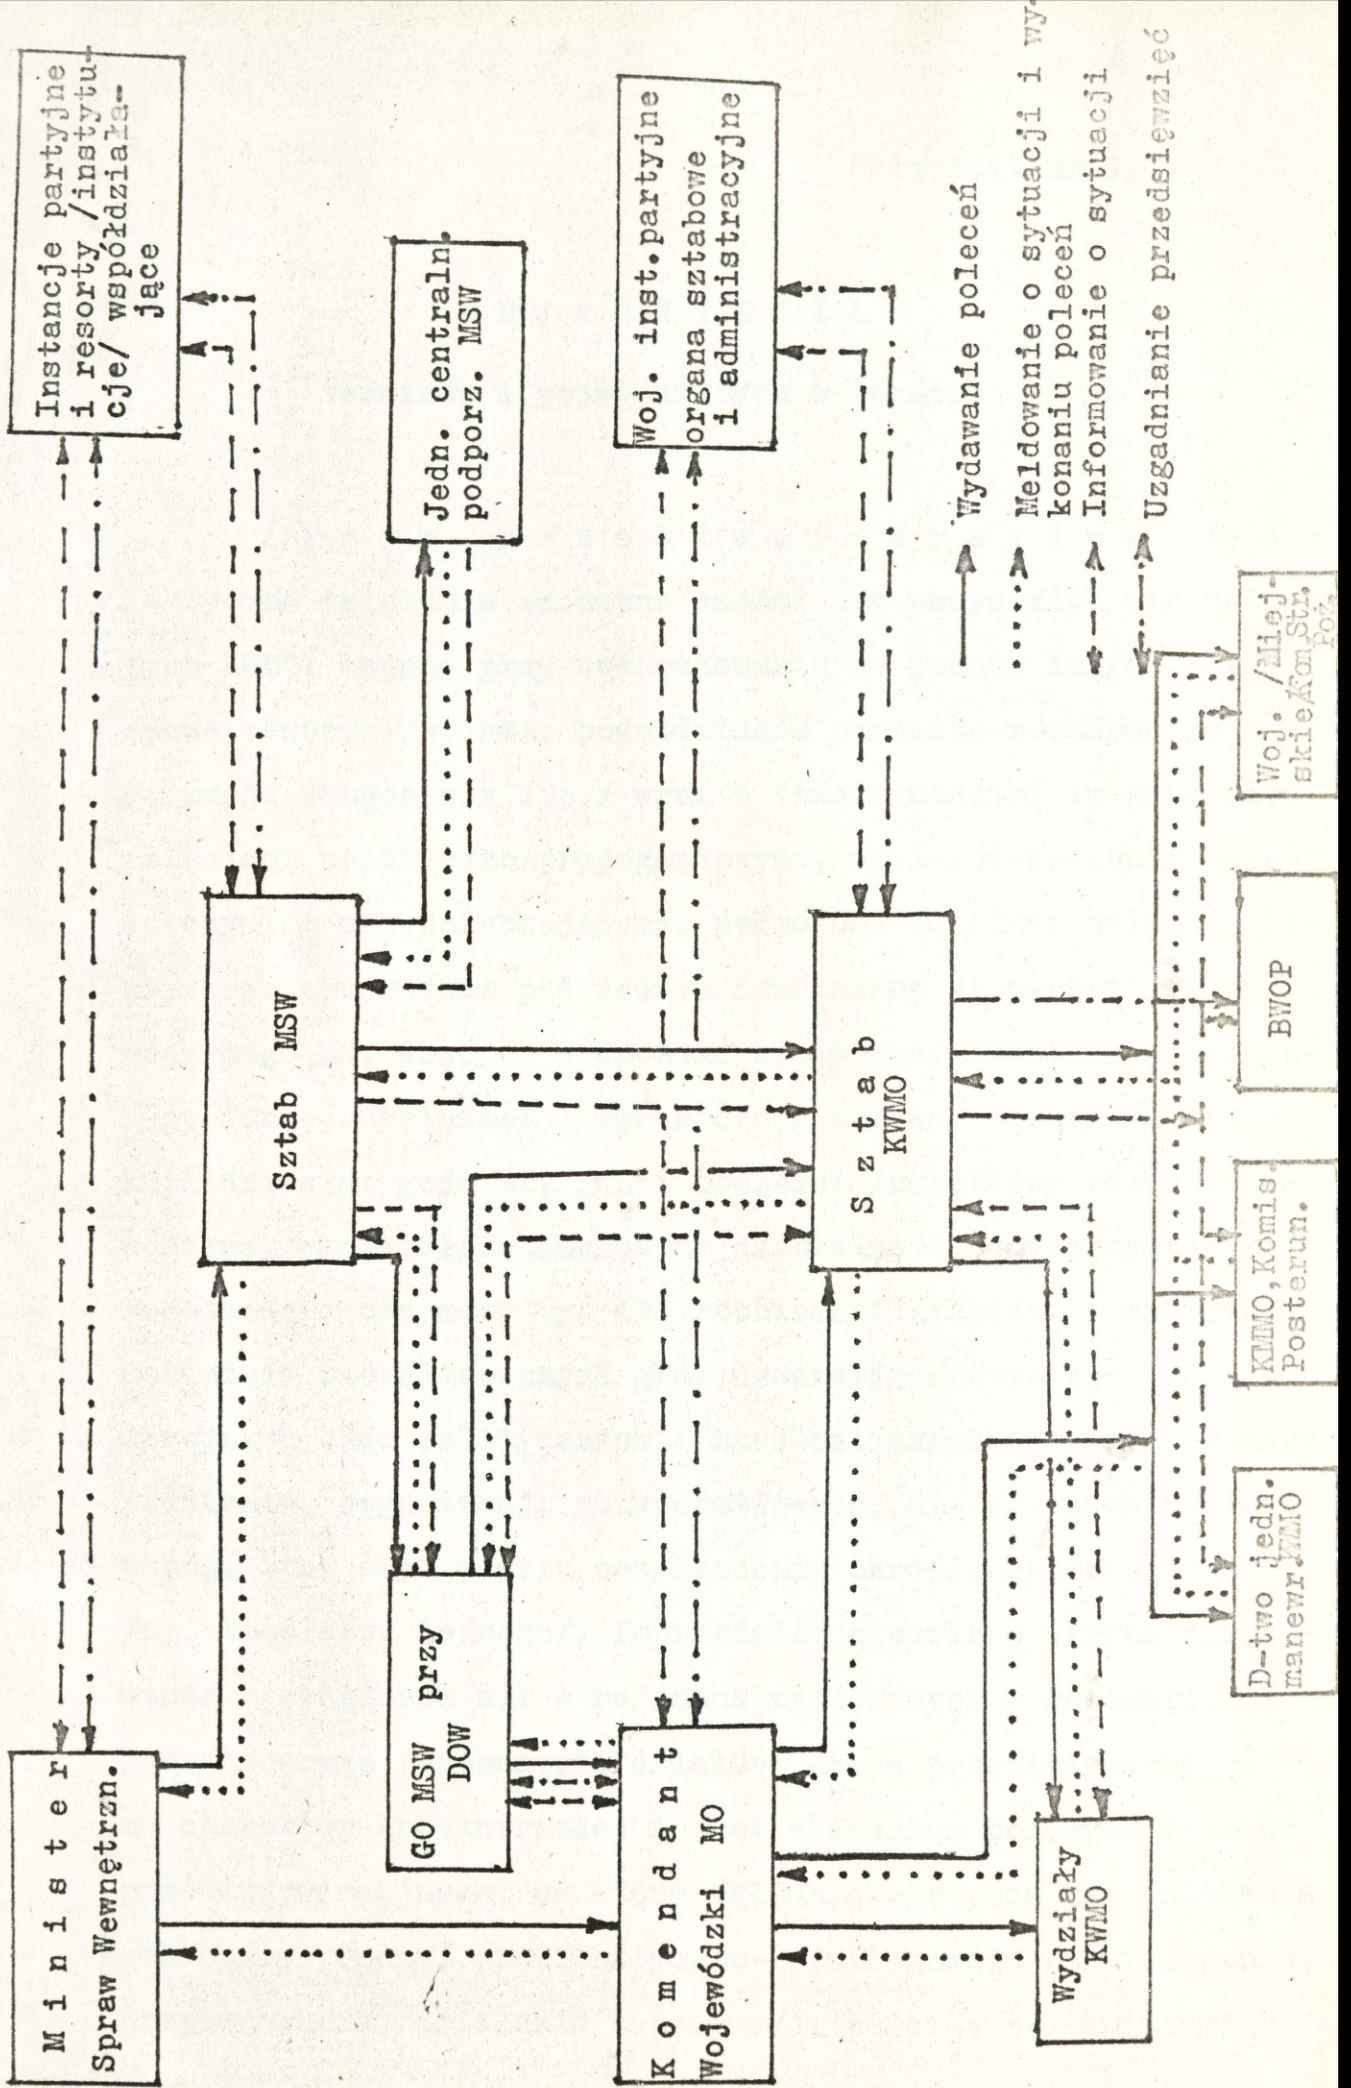 Minister
Spraw Wewnętrzn.
Sztab MSW
Instancje partyjne
i resorty /instytu-
cje/ współdziała-
jące
GO MSW przy
DOW
Jedn. centraln.
podporz. MSW
Komendant
Wojewódzki MO
Sztab
KWMO
Woj. inst.partyjne
organa sztabowe
i administracyjne
Wydziały
KWMO
Wydawanie poleceń
Meldowanie o sytuacji i wy-
konaniu poleceń
Informowanie o sytuacji
Uzgadnianie przedsięwzięć
D-two jedn.
manewr.WMO
KMMO,Komis.
Posterun.
BWOP
Woj. /Miej-
skie/Kom.Str.
Poż.